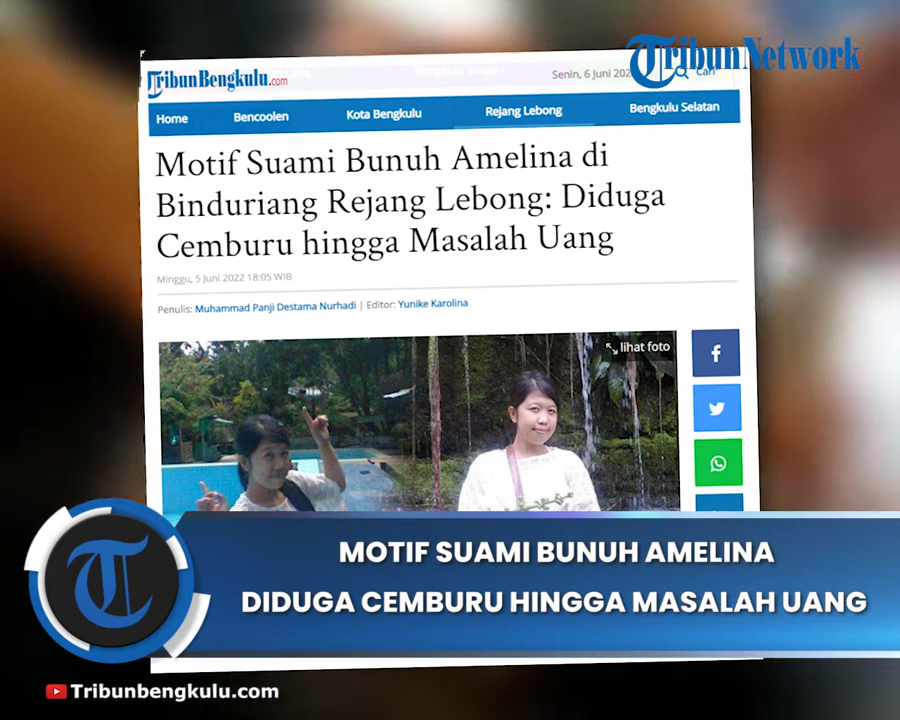 TribunNetwork
TribunBengkulu.com
Senin, 6 Juni 202
Cari
Home Bencoolen Kota Bengkulu Rejang Lebong Bengkulu Selatan
Motif Suami Bunuh Amelina di
Binduriang Rejang Lebong: Diduga
Cemburu hingga Masalah Uang
Minggu, 5 Juni 2022 18:05 WIB
Penulis: Muhammad Panji Destama Nurhadi | Editor: Yunike Karolina
lihat foto
MOTIF SUAMI BUNUH AMELINA
DIDUGA CEMBURU HINGGA MASALAH UANG
Tribunbengkulu.com